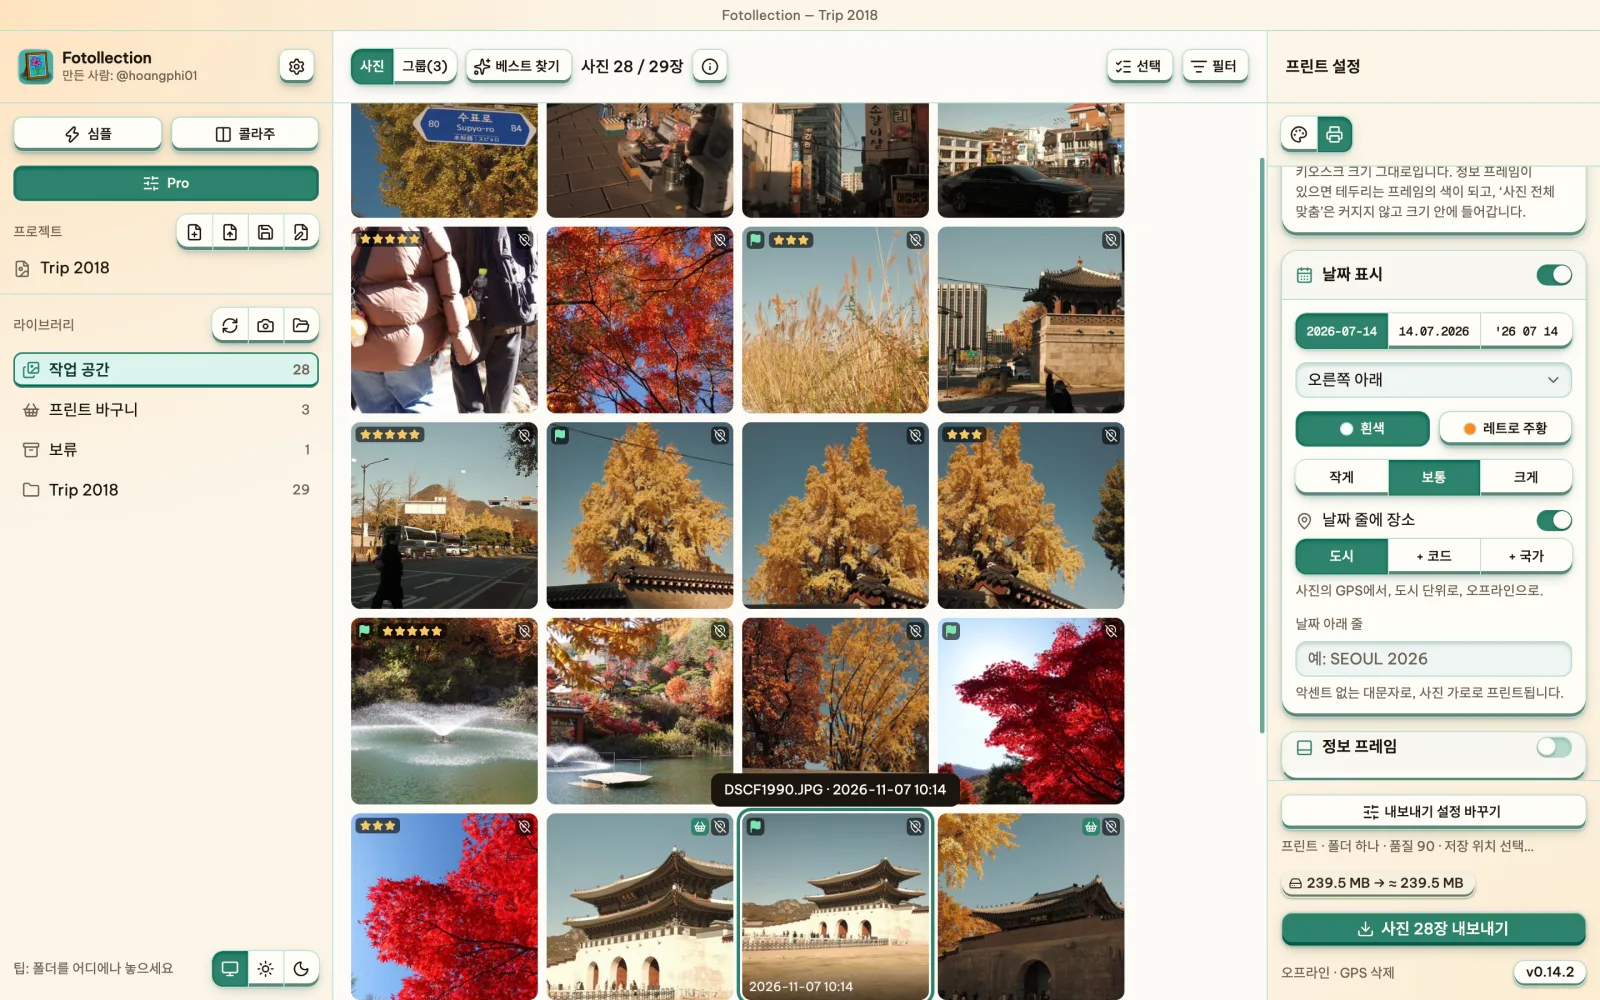 Fotollection — Trip 2018
Fotollection
만든 사람: @hoangphi01
심플
콜라주
Pro
프로젝트
Trip 2018
라이브러리
작업 공간 28
프린트 바구니 3
보류 1
Trip 2018 29
팁: 폴더를 어디에나 놓으세요
사진
그룹(3)
베스트 찾기
사진 28 / 29장
선택
필터
80 수표로 84
Supyo-ro
DSCF1990.JPG · 2026-11-07 10:14
2026-11-07 10:14
프린트 설정
키오스크 크기 그대로입니다. 정보 프레임이
있으면 테두리는 프레임의 색이 되고, ‘사진 전체
맞춤’은 커지지 않고 크기 안에 들어갑니다.
날짜 표시
2026-07-14
14.07.2026
'26 07 14
오른쪽 아래
흰색
레트로 주황
작게
보통
크게
날짜 줄에 장소
도시
+ 코드
+ 국가
사진의 GPS에서, 도시 단위로, 오프라인으로.
날짜 아래 줄
예: SEOUL 2026
악센트 없는 대문자로, 사진 가로로 프린트됩니다.
정보 프레임
내보내기 설정 바꾸기
프린트 · 폴더 하나 · 품질 90 · 저장 위치 선택...
239.5 MB → ≈ 239.5 MB
사진 28장 내보내기
오프라인 · GPS 삭제
v0.14.2